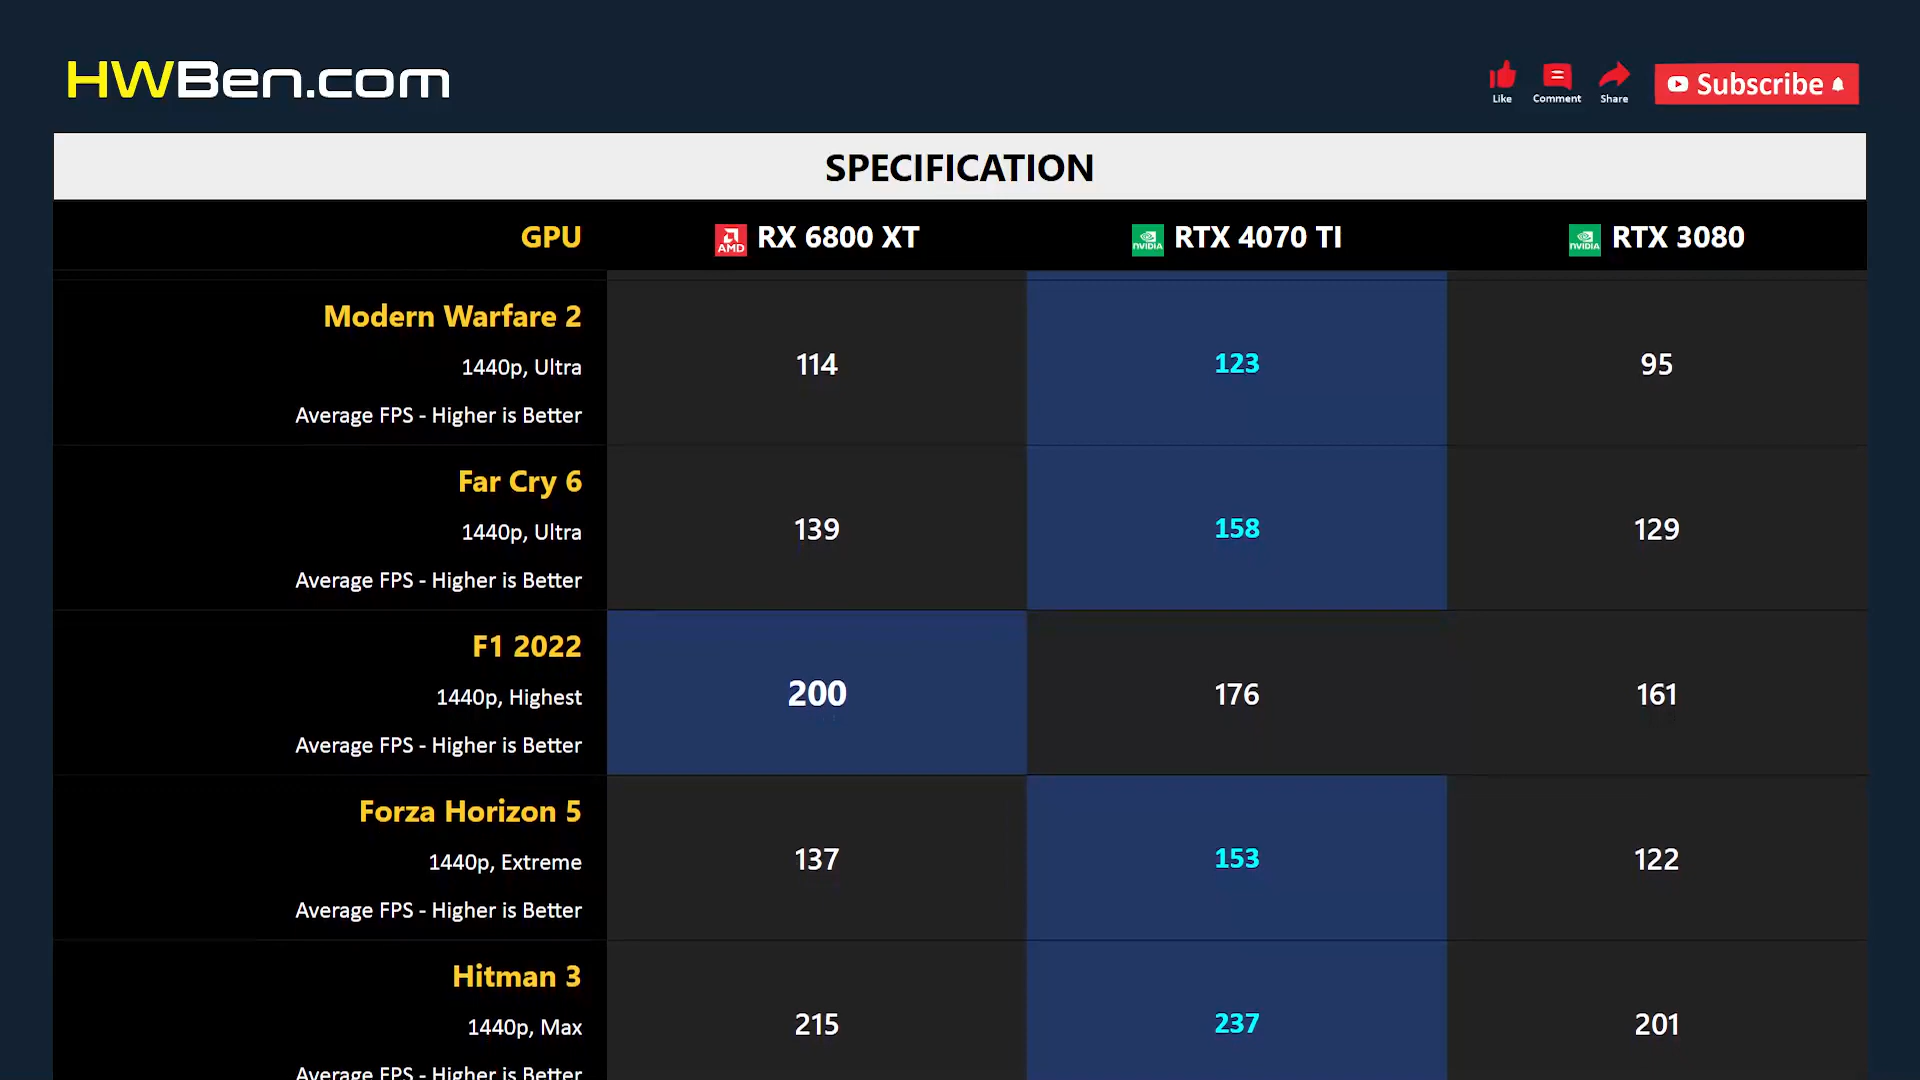 HWBen.com
Like Comment Share Subscribe
SPECIFICATION
GPU AMD RX 6800 XT NVIDIA RTX 4070 TI NVIDIA RTX 3080
Modern Warfare 2
1440p, Ultra
114 123 95
Average FPS - Higher is Better
Far Cry 6
1440p, Ultra
139 158 129
Average FPS - Higher is Better
F1 2022
1440p, Highest
200 176 161
Average FPS - Higher is Better
Forza Horizon 5
1440p, Extreme
137 153 122
Average FPS - Higher is Better
Hitman 3
1440p, Max
215 237 201
Average FPS - Higher is Better